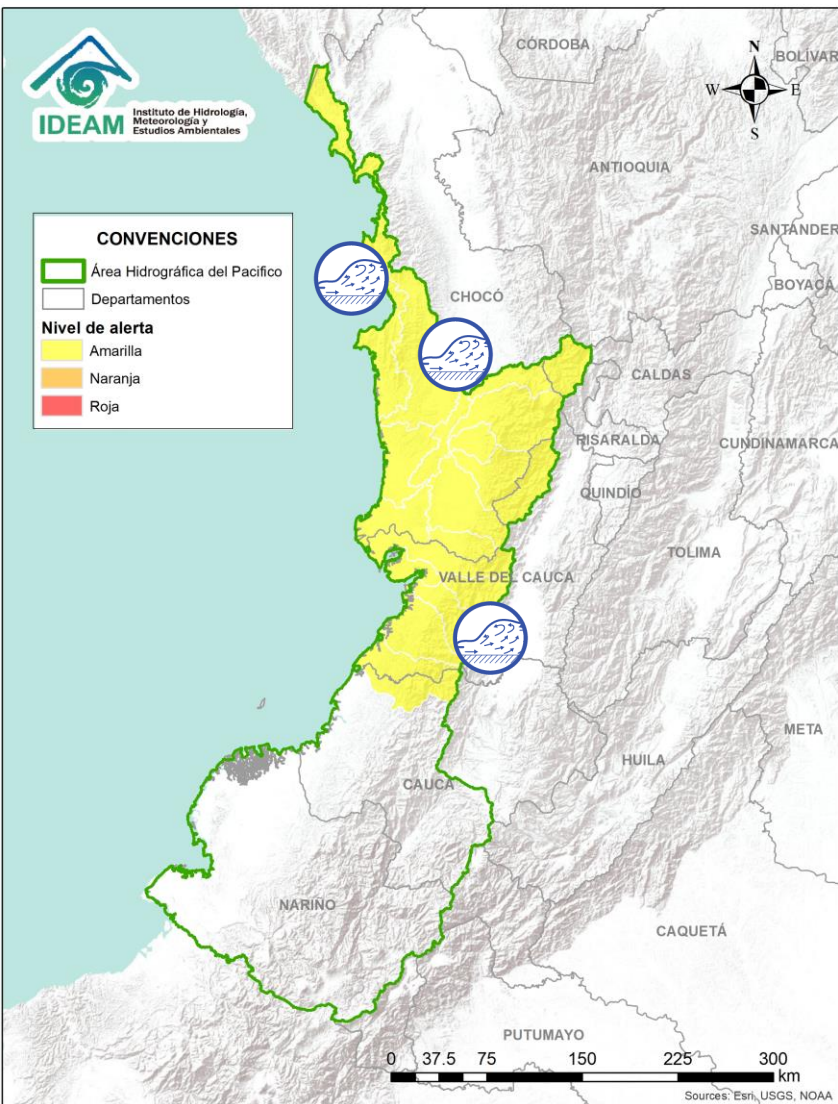 IDEAM
Instituto de Hidrología,
Meteorología y
Estudios Ambientales
CONVENCIONES
Área Hidrográfica del Pacifico
Departamentos
Nivel de alerta
Amarilla
Naranja
Roja
N
W
E
S
CÓRDOBA
BOLÍVAR
ANTIOQUIA
SANTANDER
BOYACÁ
CHOCÓ
CALDAS
RISARALDA
CUNDINAMARCA
QUINDÍO
TOLIMA
VALLE DEL CAUCA
META
HUILA
CAUCA
NARIÑO
CAQUETÁ
PUTUMAYO
0 37.5 75 150 225 300
km
Sources: Esri, USGS, NOAA